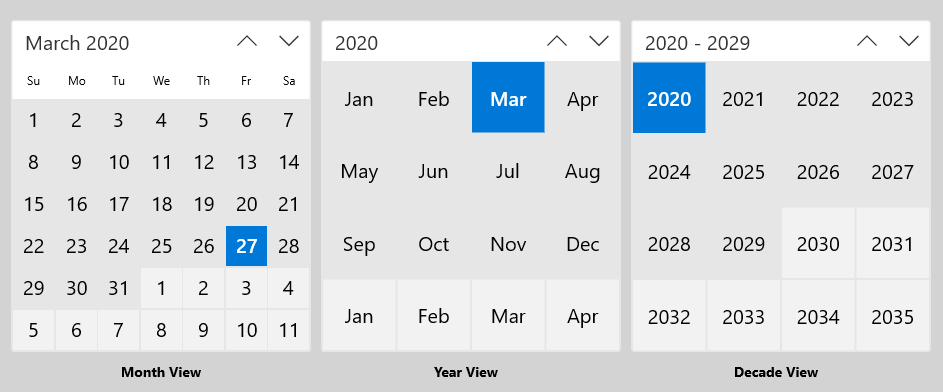 March 2020
Su Mo Tu We Th Fr Sa
1 2 3 4 5 6 7
8 9 10 11 12 13 14
15 16 17 18 19 20 21
22 23 24 25 26 27 28
29 30 31 1 2 3 4
5 6 7 8 9 10 11
Month View
2020
Jan Feb Mar Apr
May Jun Jul Aug
Sep Oct Nov Dec
Jan Feb Mar Apr
Year View
2020 - 2029
2020 2021 2022 2023
2024 2025 2026 2027
2028 2029 2030 2031
2032 2033 2034 2035
Decade View